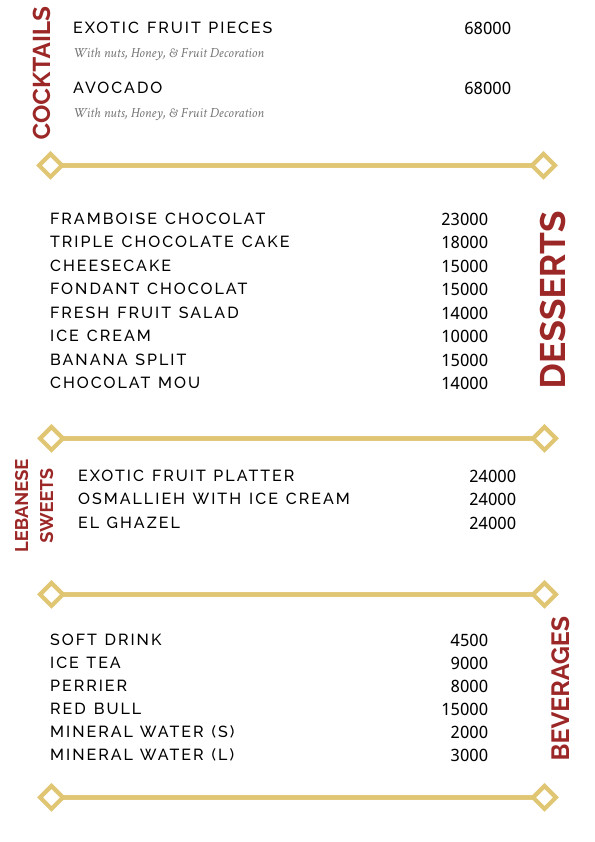 COCKTAILS
EXOTIC FRUIT PIECES 68000
With nuts, Honey, & Fruit Decoration
AVOCADO 68000
With nuts, Honey, & Fruit Decoration
DESSERTS
FRAMBOISE CHOCOLAT 23000
TRIPLE CHOCOLATE CAKE 18000
CHEESECAKE 15000
FONDANT CHOCOLAT 15000
FRESH FRUIT SALAD 14000
ICE CREAM 10000
BANANA SPLIT 15000
CHOCOLAT MOU 14000
LEBANESE
SWEETS
EXOTIC FRUIT PLATTER 24000
OSMALLIEH WITH ICE CREAM 24000
EL GHAZEL 24000
BEVERAGES
SOFT DRINK 4500
ICE TEA 9000
PERRIER 8000
RED BULL 15000
MINERAL WATER (S) 2000
MINERAL WATER (L) 3000